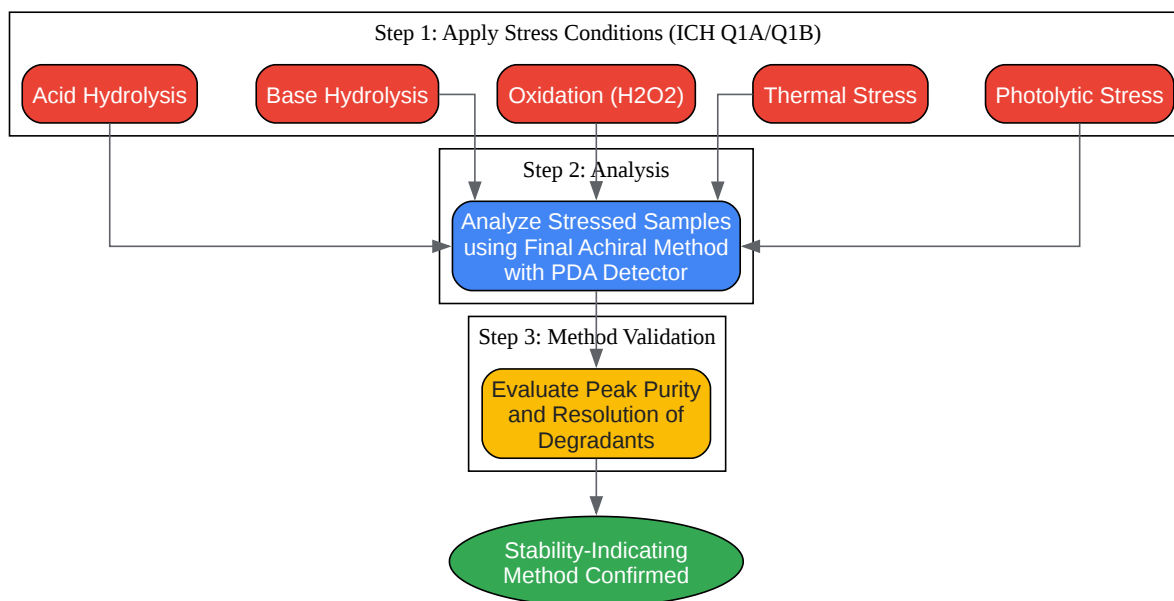 Step 1: Apply Stress Conditions (ICH Q1A/Q1B)
Acid Hydrolysis
Base Hydrolysis
Oxidation (H2O2)
Thermal Stress
Photolytic Stress
Step 2: Analysis
Analyze Stressed Samples
using Final Achiral Method
with PDA Detector
Step 3: Method Validation
Evaluate Peak Purity
and Resolution of
Degradants
Stability-Indicating
Method Confirmed